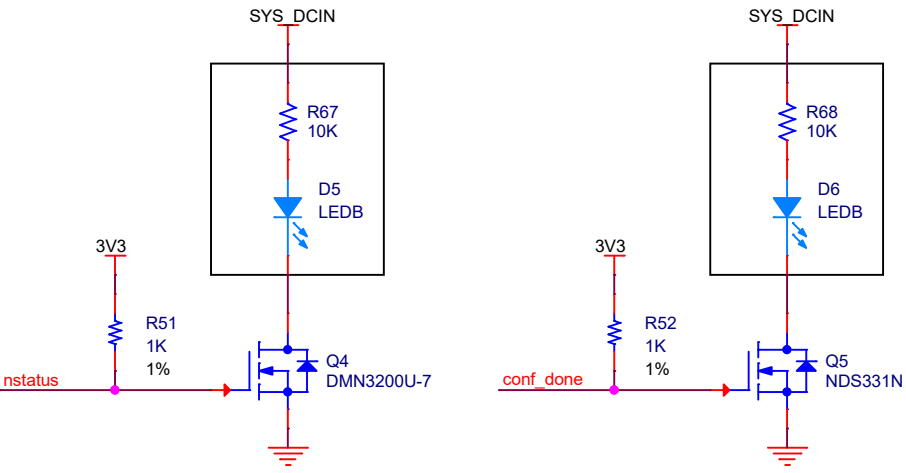 SYS_DCIN
R67
10K
D5
LEDB
3V3
R51
1K
1%
nstatus
Q4
DMN3200U-7
SYS_DCIN
R68
10K
D6
LEDB
3V3
R52
1K
1%
conf_done
Q5
NDS331N